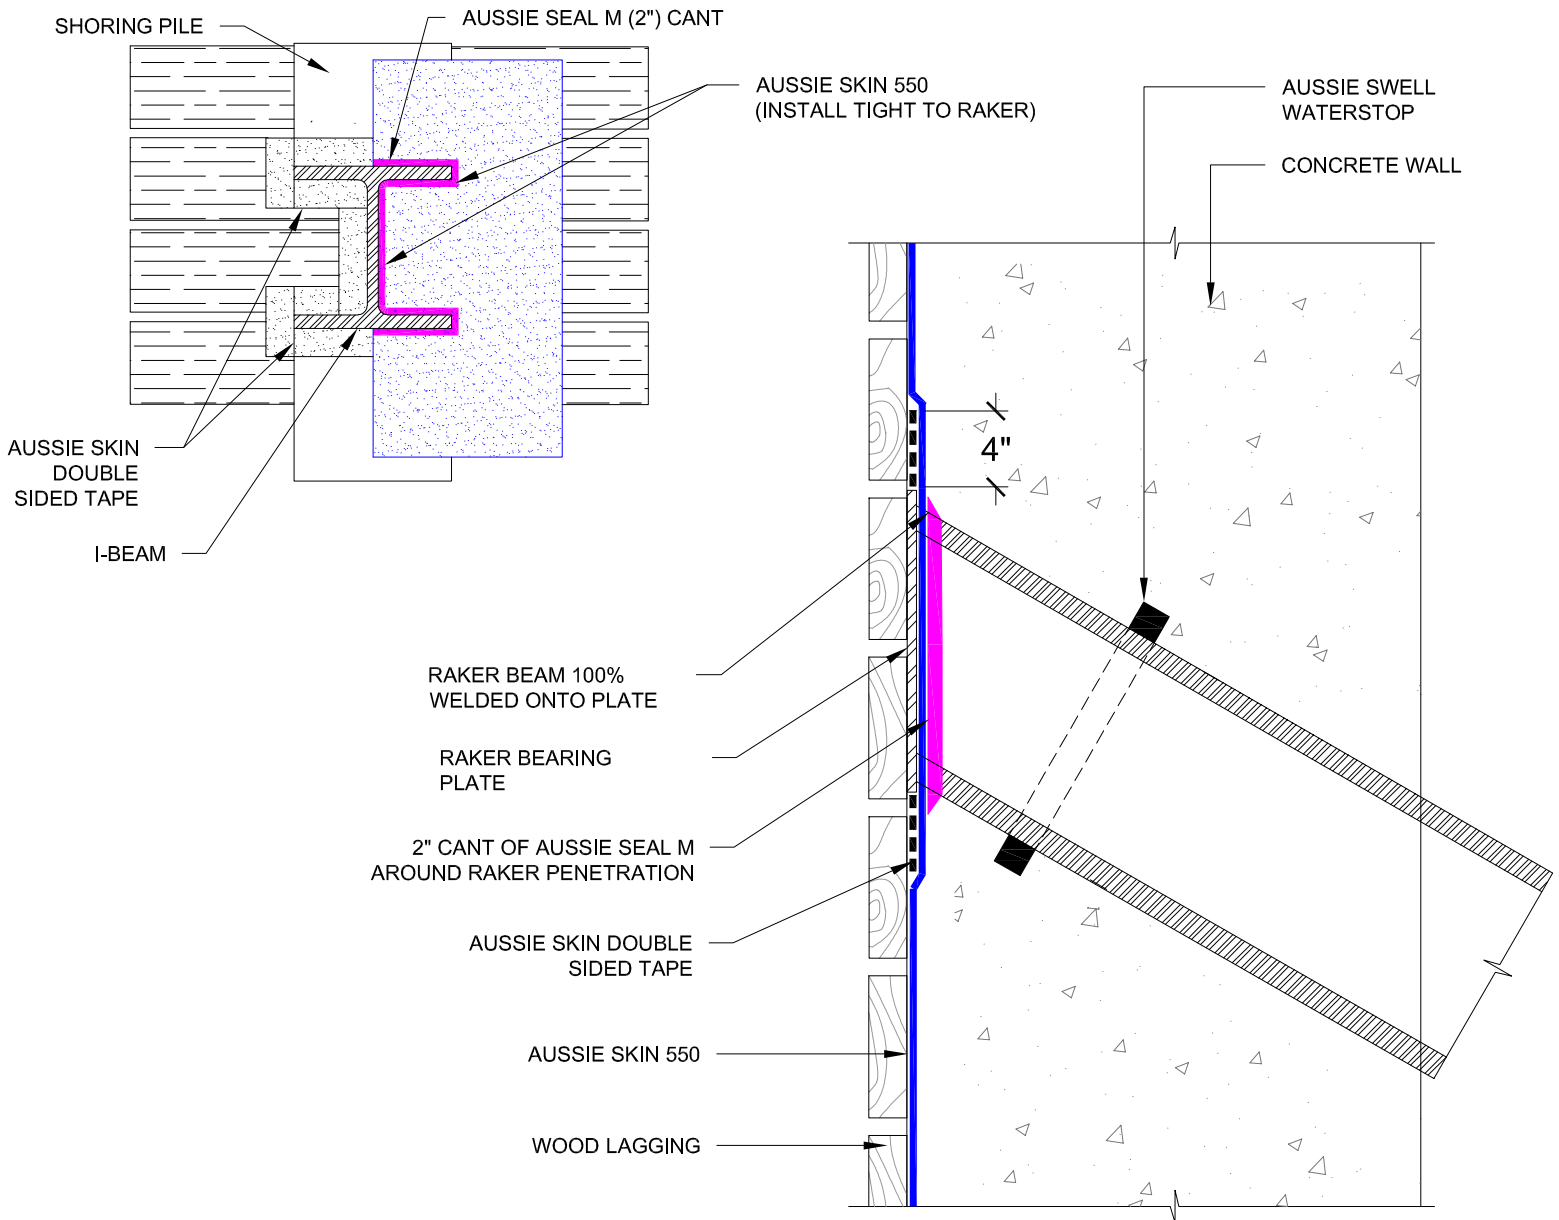 SHORING PILE
AUSSIE SEAL M (2") CANT
AUSSIE SKIN 550
(INSTALL TIGHT TO RAKER)
AUSSIE SWELL
WATERSTOP
CONCRETE WALL
AUSSIE SKIN
DOUBLE
SIDED TAPE
I-BEAM
4"
RAKER BEAM 100%
WELDED ONTO PLATE
RAKER BEARING
PLATE
2" CANT OF AUSSIE SEAL M
AROUND RAKER PENETRATION
AUSSIE SKIN DOUBLE
SIDED TAPE
AUSSIE SKIN 550
WOOD LAGGING